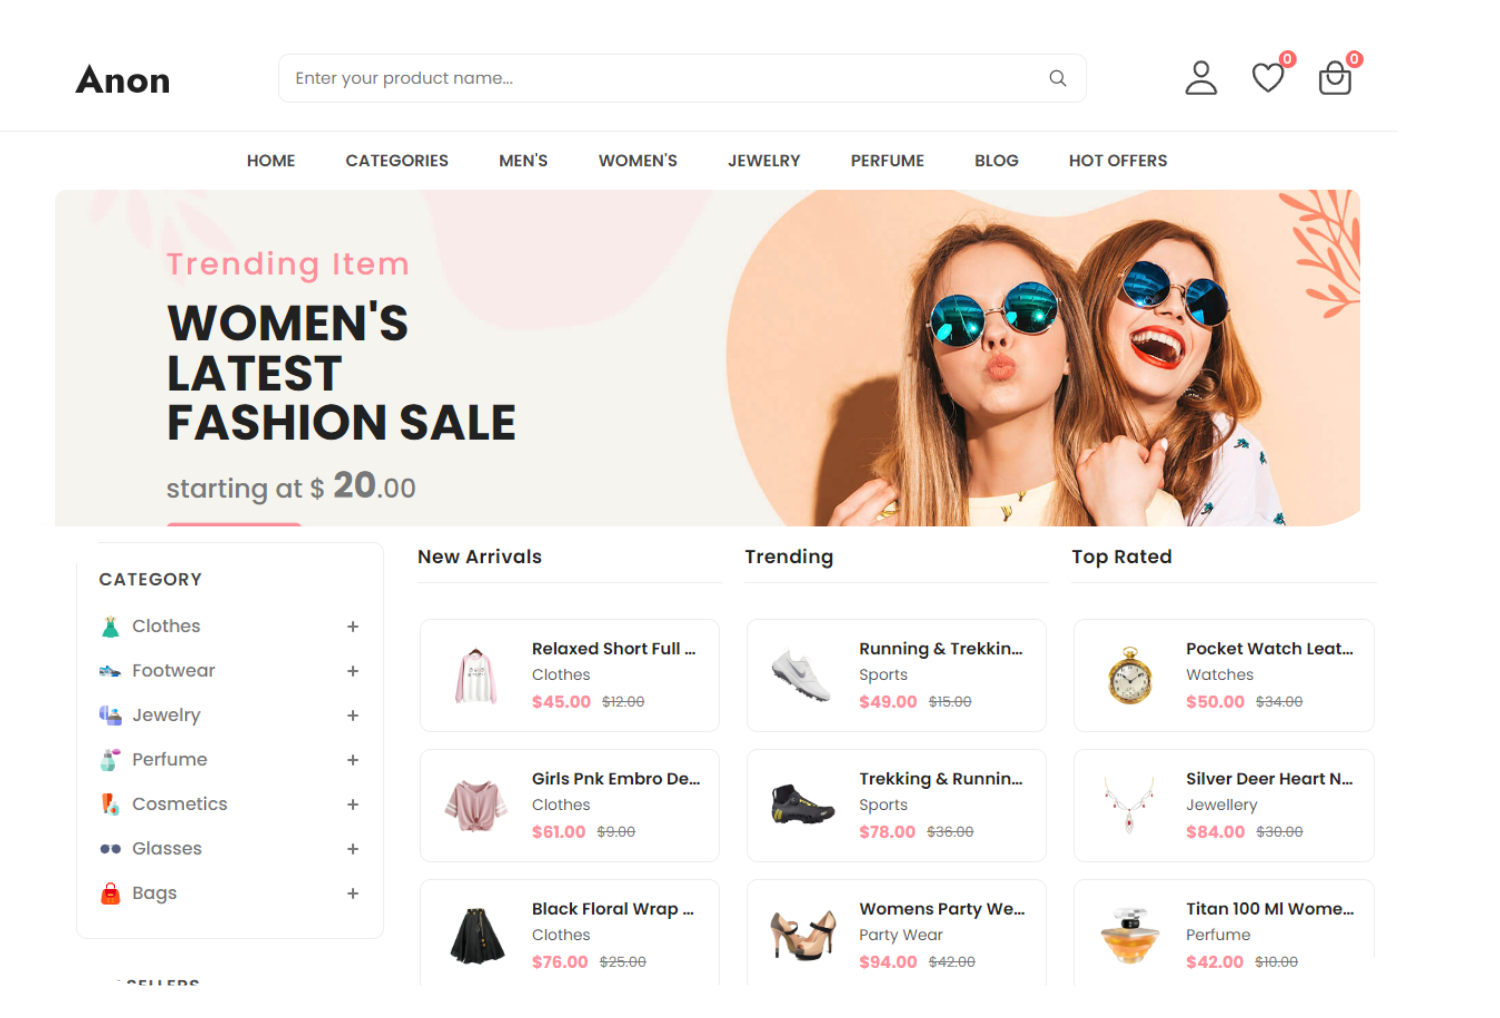 Anon
Enter your product name...
0
0
HOME CATEGORIES MEN'S WOMEN'S JEWELRY PERFUME BLOG HOT OFFERS
Trending Item
WOMEN'S
LATEST
FASHION SALE
starting at $ 20.00
CATEGORY
Clothes +
Footwear +
Jewelry +
Perfume +
Cosmetics +
Glasses +
Bags +
SELLERS
New Arrivals
Relaxed Short Full ...
Clothes
$45.00 $12.00
Girls Pnk Embro De...
Clothes
$61.00 $9.00
Black Floral Wrap ...
Clothes
$76.00 $25.00
Trending
Running & Trekkin...
Sports
$49.00 $15.00
Trekking & Runnin...
Sports
$78.00 $36.00
Womens Party We...
Party Wear
$94.00 $42.00
Top Rated
Pocket Watch Leat...
Watches
$50.00 $34.00
Silver Deer Heart N...
Jewellery
$84.00 $30.00
Titan 100 Ml Wome...
Perfume
$42.00 $10.00